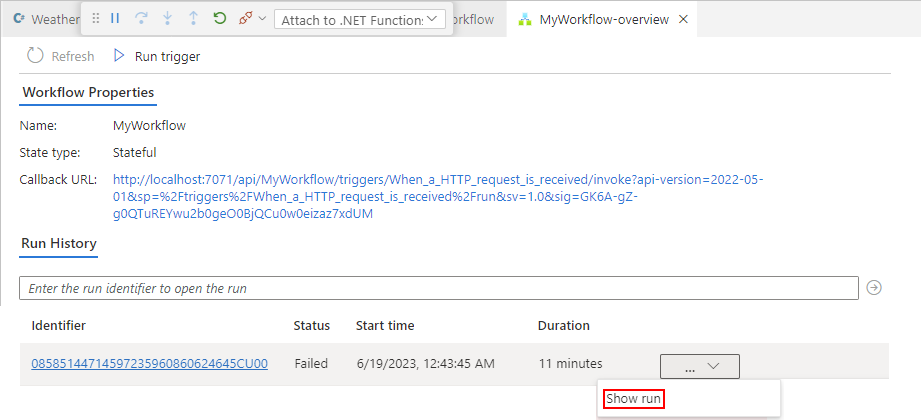 C# Weather
Attach to .NET Functions
rkflow
MyWorkflow-overview
Refresh
Run trigger
Workflow Properties
Name: MyWorkflow
State type: Stateful
Callback URL: http://localhost:7071/api/MyWorkflow/triggers/When_a_HTTP_request_is_received/invoke?api-version=2022-05-
01&sp=%2Ftriggers%2FWhen_a_HTTP_request_is_received%2Frun&sv=1.0&sig=GK6A-gZ-
g0QTuREYwu2b0geO0BjQCu0w0eizaz7xdUM
Run History
Enter the run identifier to open the run
Identifier Status Start time Duration
08585144714597235960860624645CU00 Failed 6/19/2023, 12:43:45 AM 11 minutes ...
Show run